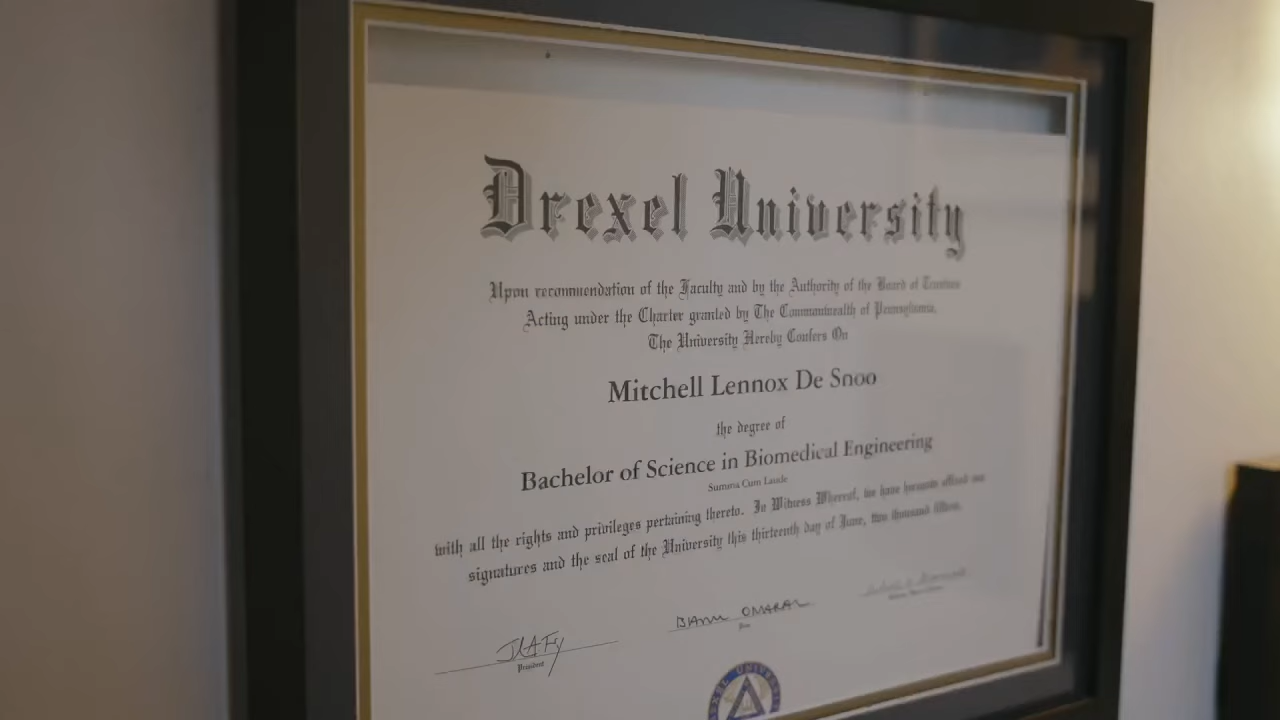 Drexel University
Upon recommendation of the Faculty and by the Authority of the Board of Trustees
Acting under the Charter granted by The Commonwealth of Pennsylvania,
The University Hereby Confers On
Mitchell Lennox De Snoo
the degree of
Bachelor of Science in Biomedical Engineering
Summa Cum Laude
with all the rights and privileges pertaining thereto. In Witness Whereof, we have hereunto affixed our
signatures and the seal of the University this thirteenth day of June, two thousand fifteen.
President
DREXEL UNIVERSITY